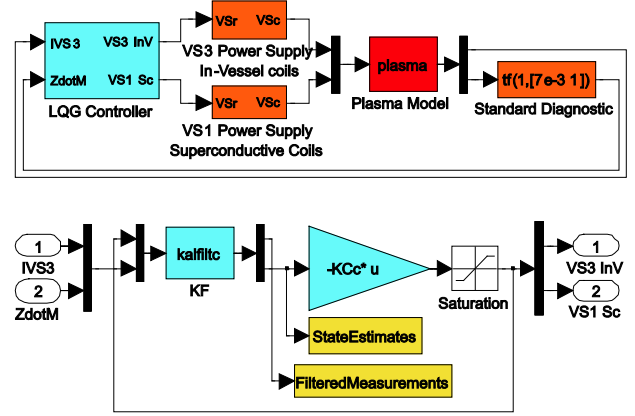 IVS3
VS3 InV
ZdotM
VS1 Sc
LQG Controller
VSr
VSc
VS3 Power Supply
In-Vessel coils
VSr
VSc
VS1 Power Supply
Superconductive Coils
plasma
Plasma Model
tf(1,[7e-3 1])
Standard Diagnostic
1
IVS3
2
ZdotM
kalfiltc
KF
-KCc* u
Saturation
1
VS3 InV
2
VS1 Sc
StateEstimates
FilteredMeasurements